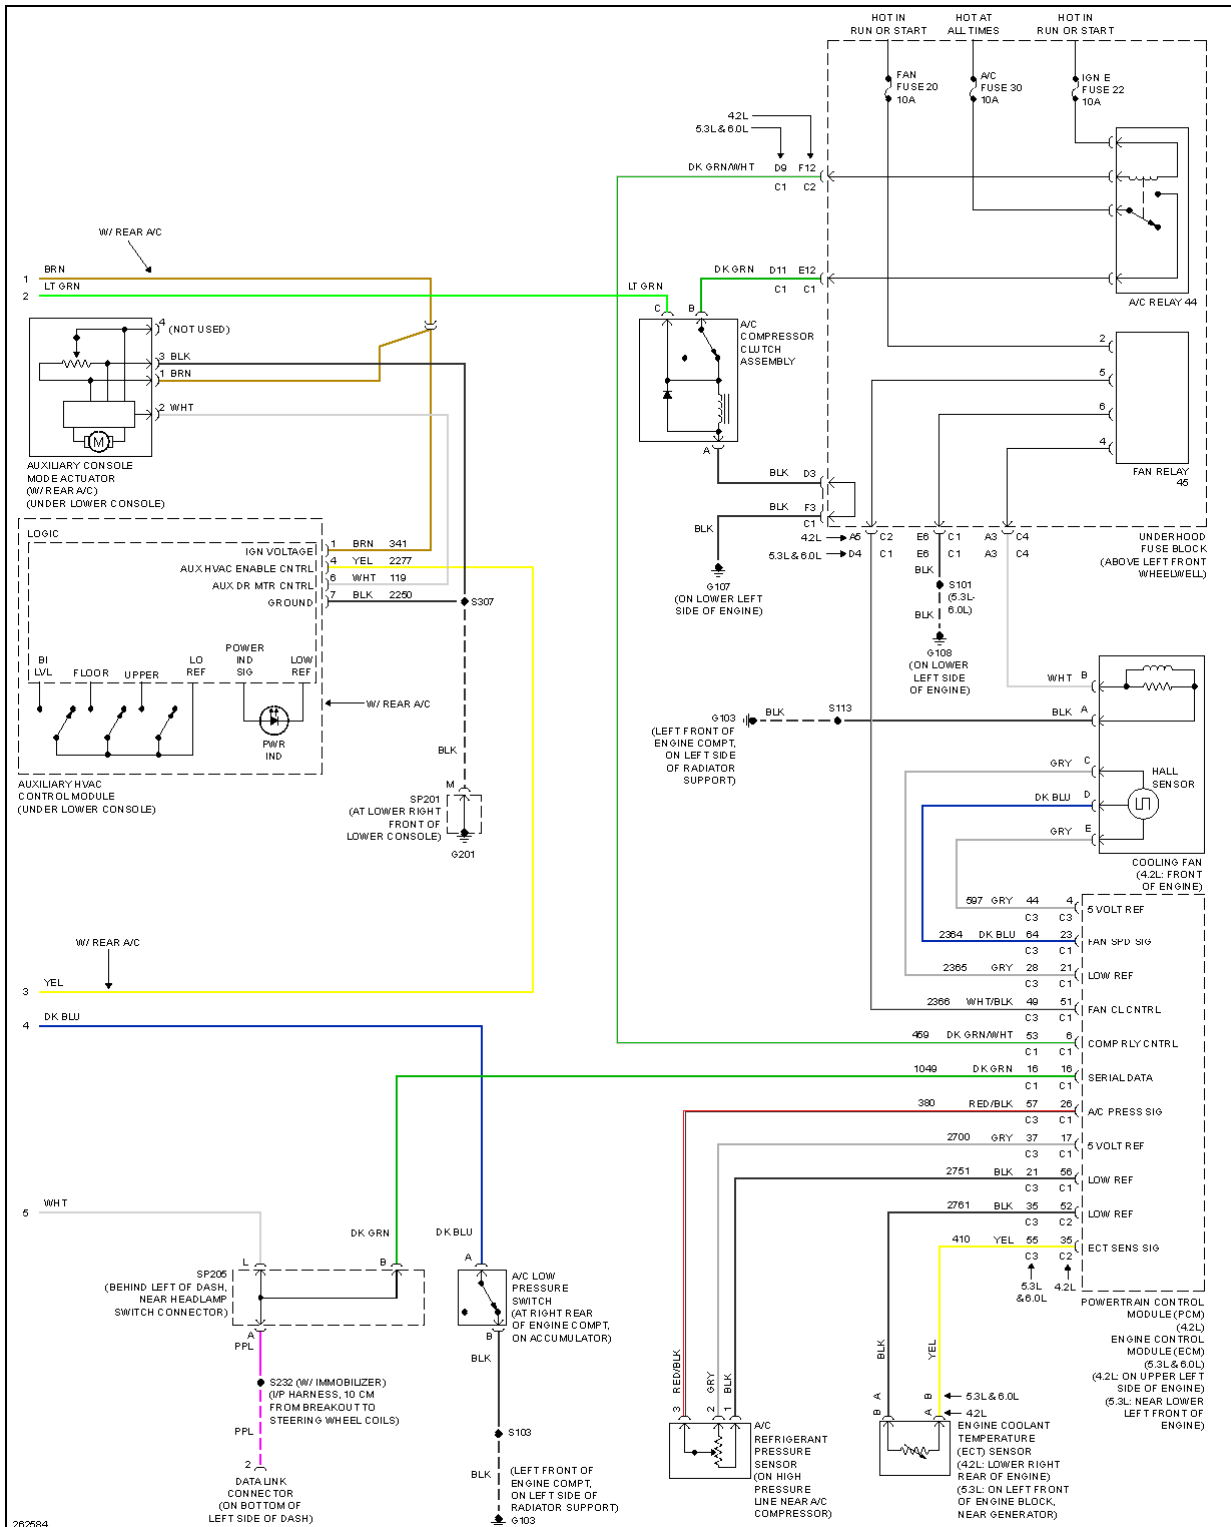 HOT IN
RUN OR START
HOT AT
ALL TIMES
HOT IN
RUN OR START
FAN
FUSE 20
10A
A/C
FUSE 30
10A
IGN E
FUSE 22
10A
4.2L
5.3L & 6.0L
DK GRN/WHT D9 F12
C1 C2
W/ REAR A/C
1 BRN
2 LT GRN
LT GRN
DK GRN D11 E12
C1 C1
A/C RELAY 44
C B
A/C
COMPRESSOR
CLUTCH
ASSEMBLY
A
4 (NOT USED)
3 BLK
1 BRN
2 WHT
M
AUXILIARY CONSOLE
MODE ACTUATOR
(W/ REAR A/C)
(UNDER LOWER CONSOLE)
2
5
6
4
FAN RELAY
45
BLK D3
BLK F3
C1
BLK
G107
(ON LOWER LEFT
SIDE OF ENGINE)
4.2L A5 C2 E6 C1 A3 C4
5.3L & 6.0L D4 C1 E6 C1 A3 C4
UNDERHOOD
FUSE BLOCK
(ABOVE LEFT FRONT
WHEELWELL)
BLK
S101
(5.3L-
6.0L)
BLK
G108
(ON LOWER
LEFT SIDE
OF ENGINE)
LOGIC
IGN VOLTAGE 1 BRN 341
AUX HVAC ENABLE CNTRL 4 YEL 2277
AUX DR MTR CNTRL 6 WHT 119
GROUND 7 BLK 2250
S307
BI
LVL
FLOOR
UPPER
LO
REF
POWER
IND
SIG
LOW
REF
PWR
IND
W/ REAR A/C
AUXILIARY HVAC
CONTROL MODULE
(UNDER LOWER CONSOLE)
BLK
M
SP201
(AT LOWER RIGHT
FRONT OF
LOWER CONSOLE)
G201
WHT B
BLK A
S113
BLK
G103
(LEFT FRONT OF
ENGINE COMPT,
ON LEFT SIDE
OF RADIATOR
SUPPORT)
GRY C
DK BLU D
GRY E
HALL
SENSOR
COOLING FAN
(4.2L: FRONT
OF ENGINE)
W/ REAR A/C
3 YEL
4 DK BLU
5 WHT
597 GRY 44 4 5 VOLT REF
C3 C3
2364 DK BLU 64 23 FAN SPD SIG
C3 C1
2365 GRY 28 21 LOW REF
C3 C1
2366 WHT/BLK 49 51 FAN CL CNTRL
C3 C1
459 DK GRN/WHT 53 6 COMP RLY CNTRL
C1 C1
1049 DK GRN 16 16 SERIAL DATA
C1 C1
380 RED/BLK 57 26 A/C PRESS SIG
C3 C1
2700 GRY 37 17 5 VOLT REF
C3 C1
2751 BLK 21 56 LOW REF
C3 C1
2761 BLK 35 52 LOW REF
C3 C2
410 YEL 55 35 ECT SENS SIG
C3 C2
5.3L
& 6.0L
4.2L
POWERTRAIN CONTROL
MODULE (PCM)
(4.2L)
ENGINE CONTROL
MODULE (ECM)
(5.3L & 6.0L)
(4.2L: ON UPPER LEFT
SIDE OF ENGINE)
(5.3L: NEAR LOWER
LEFT FRONT OF
ENGINE)
DK GRN
DK BLU
L B A
SP205
(BEHIND LEFT OF DASH,
NEAR HEADLAMP
SWITCH CONNECTOR)
A
PPL
S232 (W/ IMMOBILIZER)
(I/P HARNESS, 10 CM
FROM BREAKOUT TO
STEERING WHEEL COILS)
PPL
2
DATA LINK
CONNECTOR
(ON BOTTOM OF
LEFT SIDE OF DASH)
A/C LOW
PRESSURE
SWITCH
(AT RIGHT REAR
OF ENGINE COMPT,
ON ACCUMULATOR)
B
BLK
S103
BLK
(LEFT FRONT OF
ENGINE COMPT,
ON LEFT SIDE OF
RADIATOR SUPPORT)
G103
3 RED/BLK
2 GRY
1 BLK
A/C
REFRIGERANT
PRESSURE
SENSOR
(ON HIGH
PRESSURE
LINE NEAR A/C
COMPRESSOR)
BLK
YEL
A B 5.3L & 6.0L
B A 4.2L
ENGINE COOLANT
TEMPERATURE
(ECT) SENSOR
(4.2L: LOWER RIGHT
REAR OF ENGINE)
(5.3L: ON LEFT FRONT
OF ENGINE BLOCK,
NEAR GENERATOR)
262584